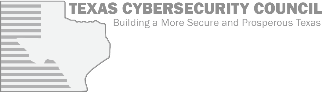 TEXAS CYBERSECURITY COUNCIL
Building a More Secure and Prosperous Texas